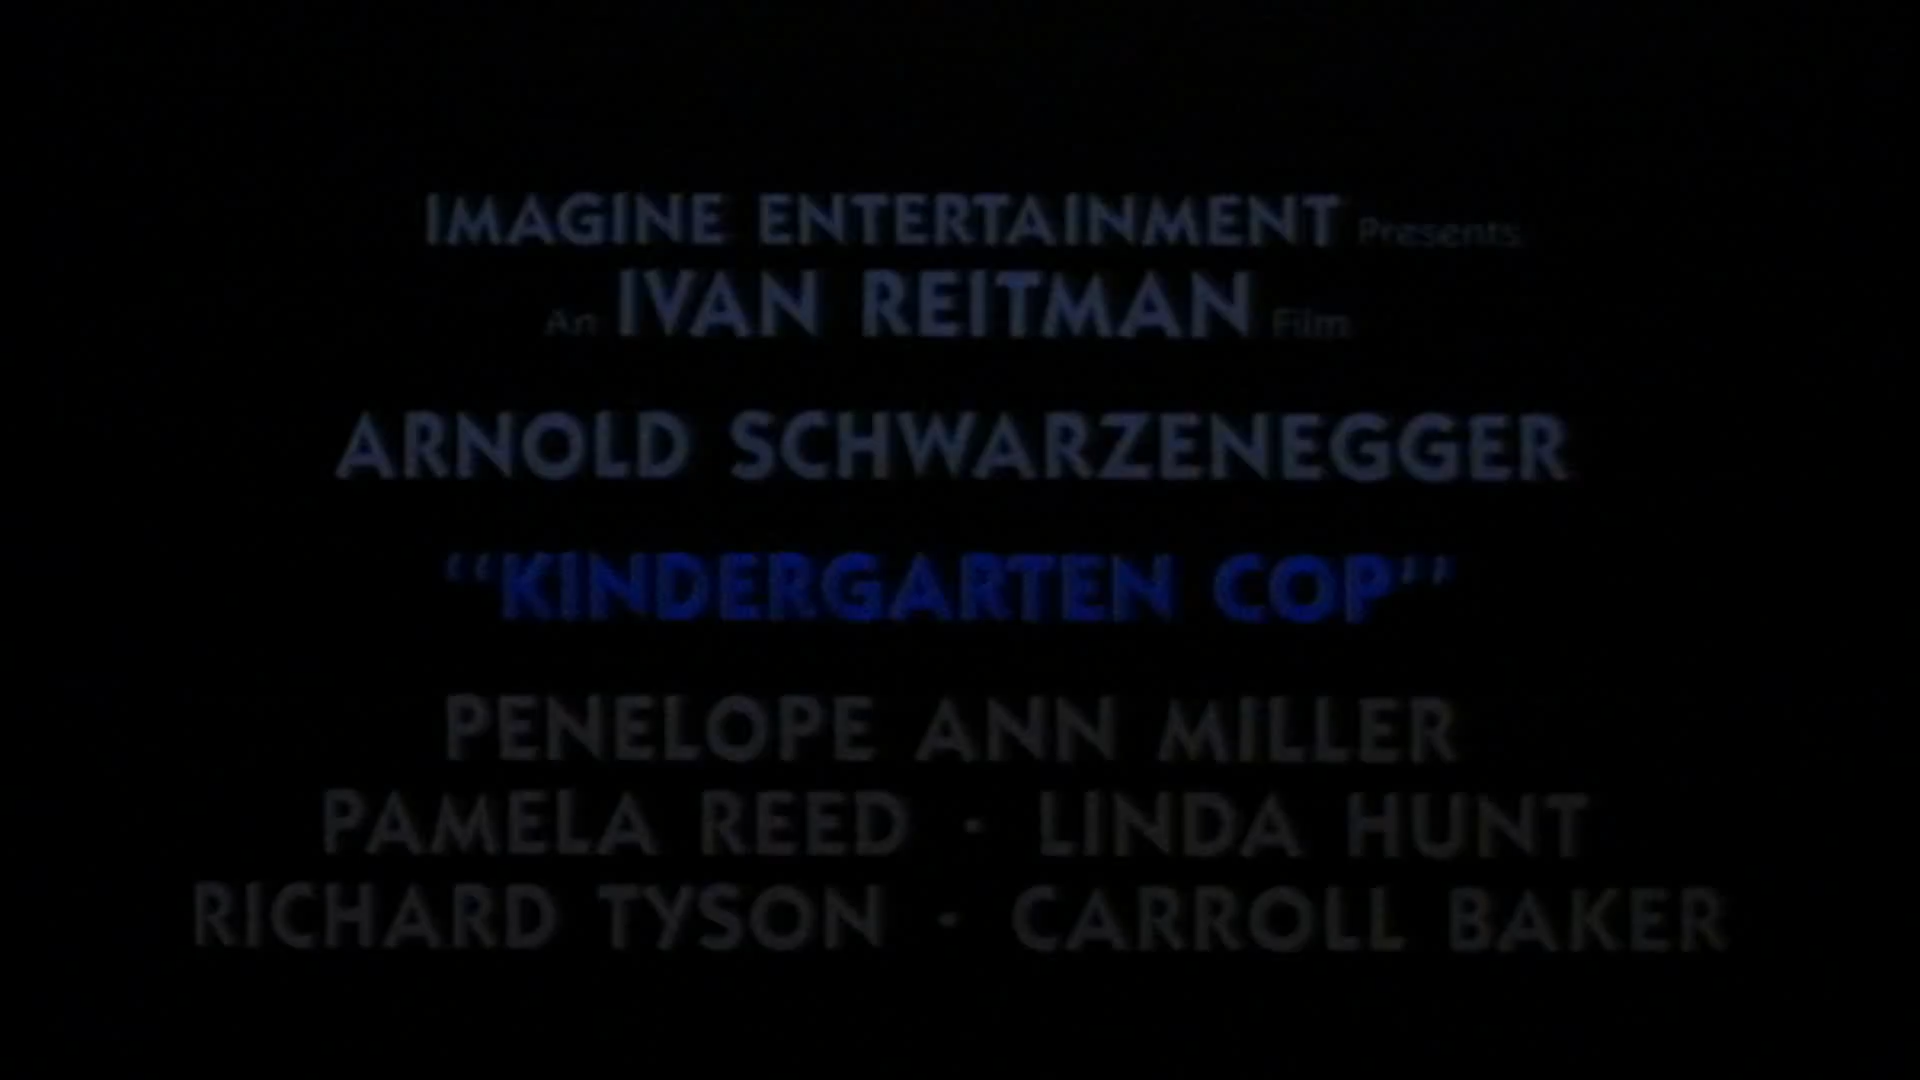 IMAGINE ENTERTAINMENT Presents
An IVAN REITMAN Film
ARNOLD SCHWARZENEGGER
"KINDERGARTEN COP"
PENELOPE ANN MILLER
PAMELA REED · LINDA HUNT
RICHARD TYSON · CARROLL BAKER